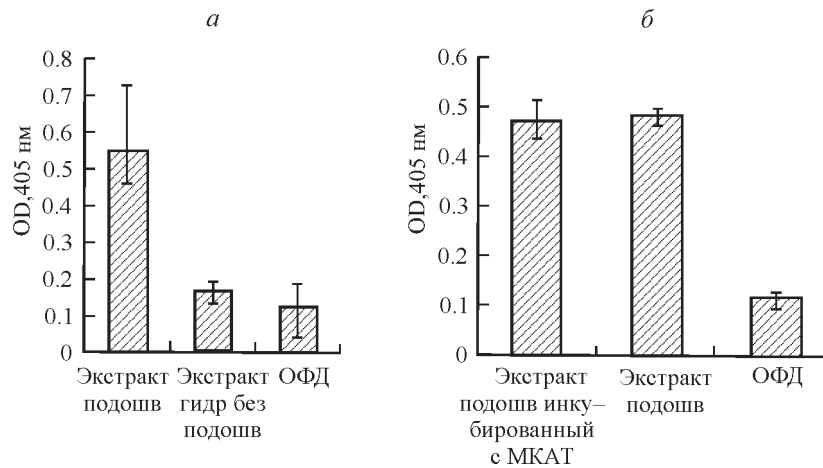 а
OD,405 нм
0.8
0.7
0.6
0.5
0.4
0.3
0.2
0.1
0
Экстракт
подошв
Экстракт
гидр без
подошв
ОФД
б
OD,405 нм
0.6
0.5
0.4
0.3
0.2
0.1
0
Экстракт
подошв инку–
бированный
с МКАТ
Экстракт
подошв
ОФД